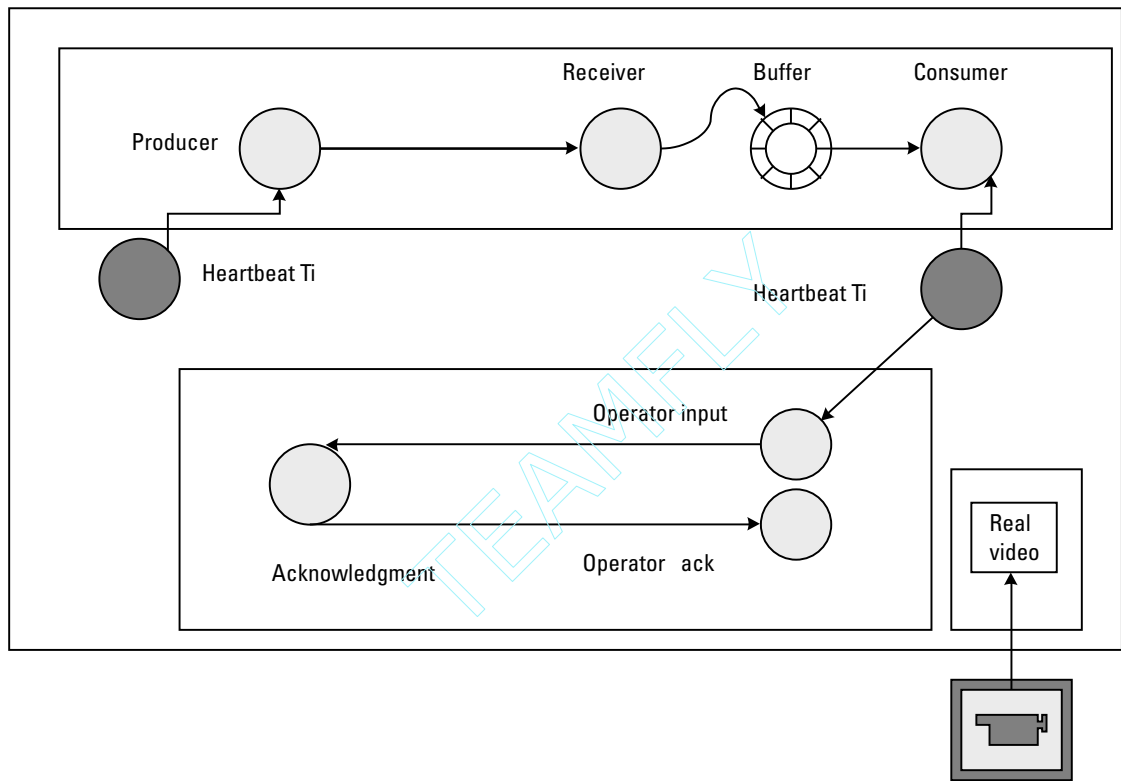 Receiver
Buffer
Consumer
Producer
Heartbeat Ti
Heartbeat Ti
TEAMFLY
Operator input
Real
video
Operator ack
Acknowledgment